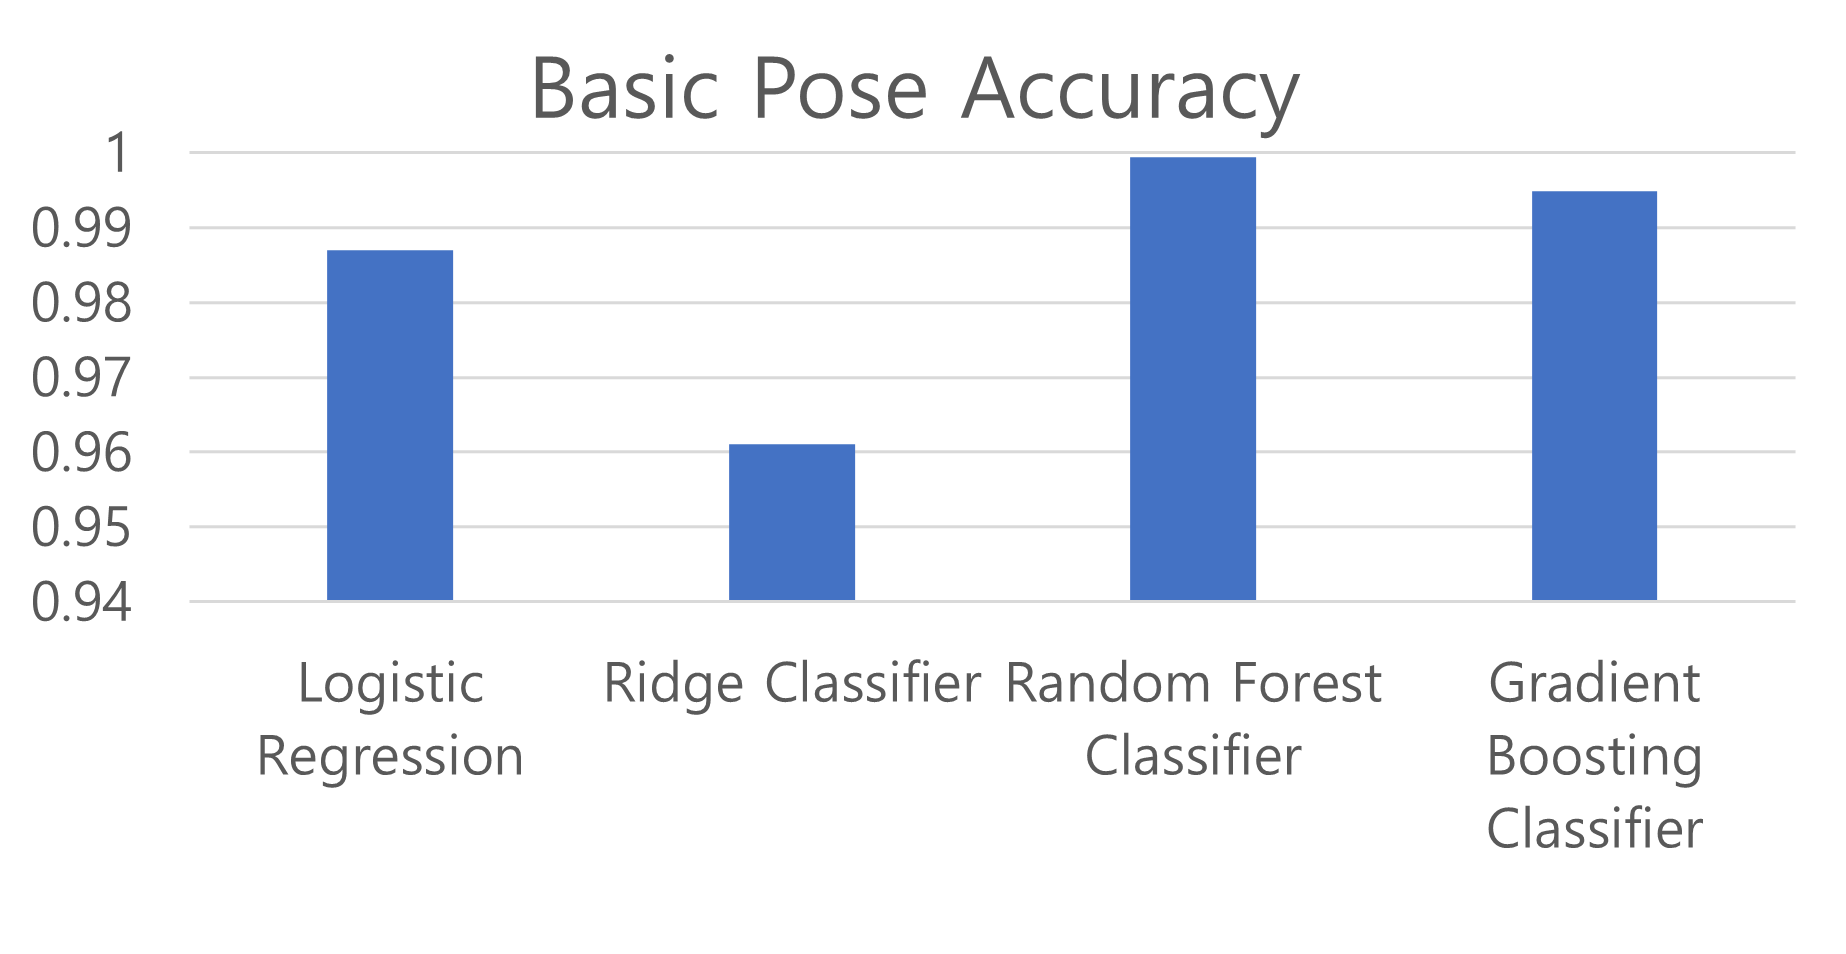 Basic Pose Accuracy
1
0.99
0.98
0.97
0.96
0.95
0.94
Logistic
Regression
Ridge Classifier
Random Forest
Classifier
Gradient
Boosting
Classifier